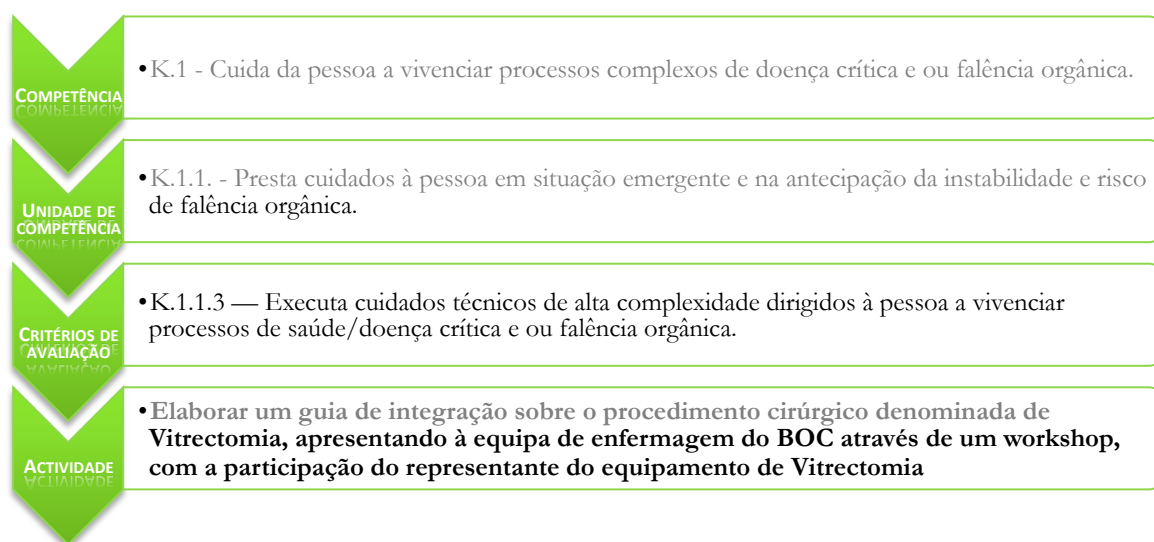 COMPETÊNCIA
•K.1 - Cuida da pessoa a vivenciar processos complexos de doença crítica e ou falência orgânica.
UNIDADE DE
COMPETÊNCIA
•K.1.1. - Presta cuidados à pessoa em situação emergente e na antecipação da instabilidade e risco
de falência orgânica.
CRITÉRIOS DE
AVALIAÇÃO
•K.1.1.3 — Executa cuidados técnicos de alta complexidade dirigidos à pessoa a vivenciar
processos de saúde/doença crítica e ou falência orgânica.
ACTIVIDADE
•Elaborar um guia de integração sobre o procedimento cirúrgico denominada de
Vitrectomia, apresentando à equipa de enfermagem do BOC através de um workshop,
com a participação do representante do equipamento de Vitrectomia